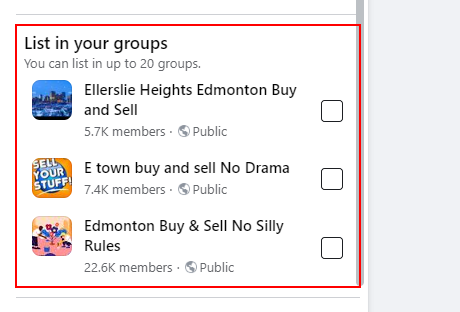 List in your groups
You can list in up to 20 groups.
Ellerslie Heights Edmonton Buy
and Sell
5.7K members · Public
SELL
YOUR
STUFF!
E town buy and sell No Drama
7.4K members · Public
Edmonton Buy & Sell No Silly
Rules
22.6K members · Public